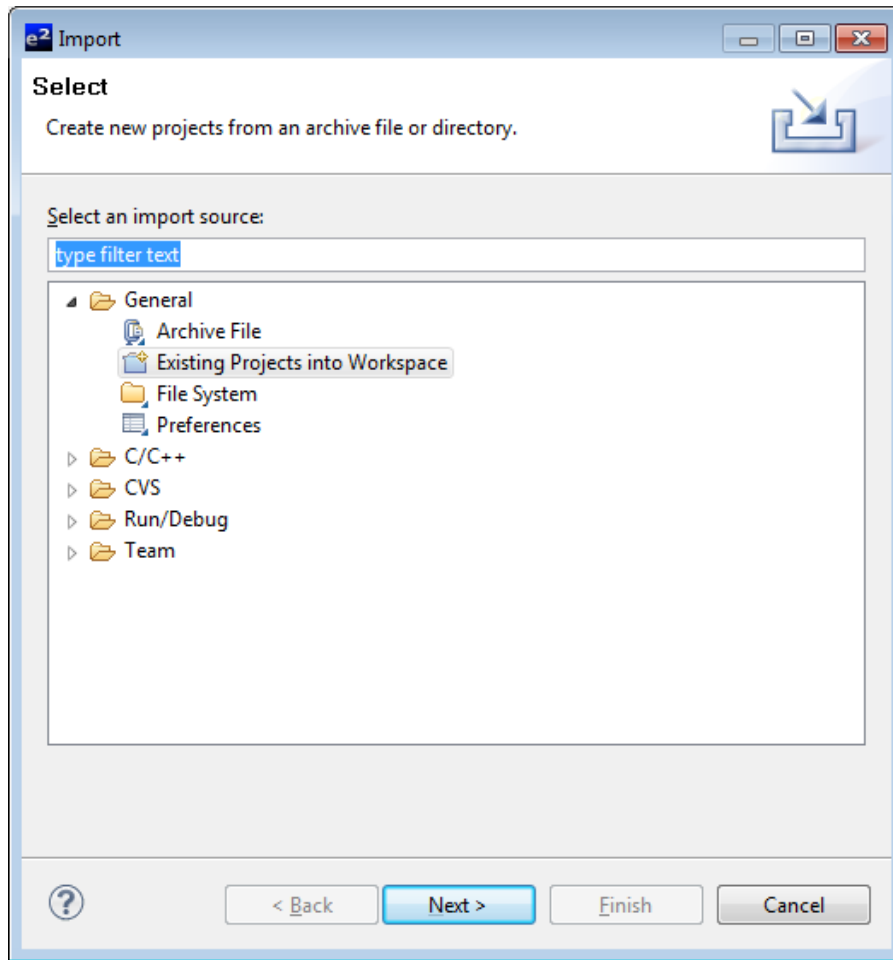 e² Import
Select
Create new projects from an archive file or directory.
Select an import source:
type filter text
General
Archive File
Existing Projects into Workspace
File System
Preferences
C/C++
CVS
Run/Debug
Team
? < Back Next > Finish Cancel